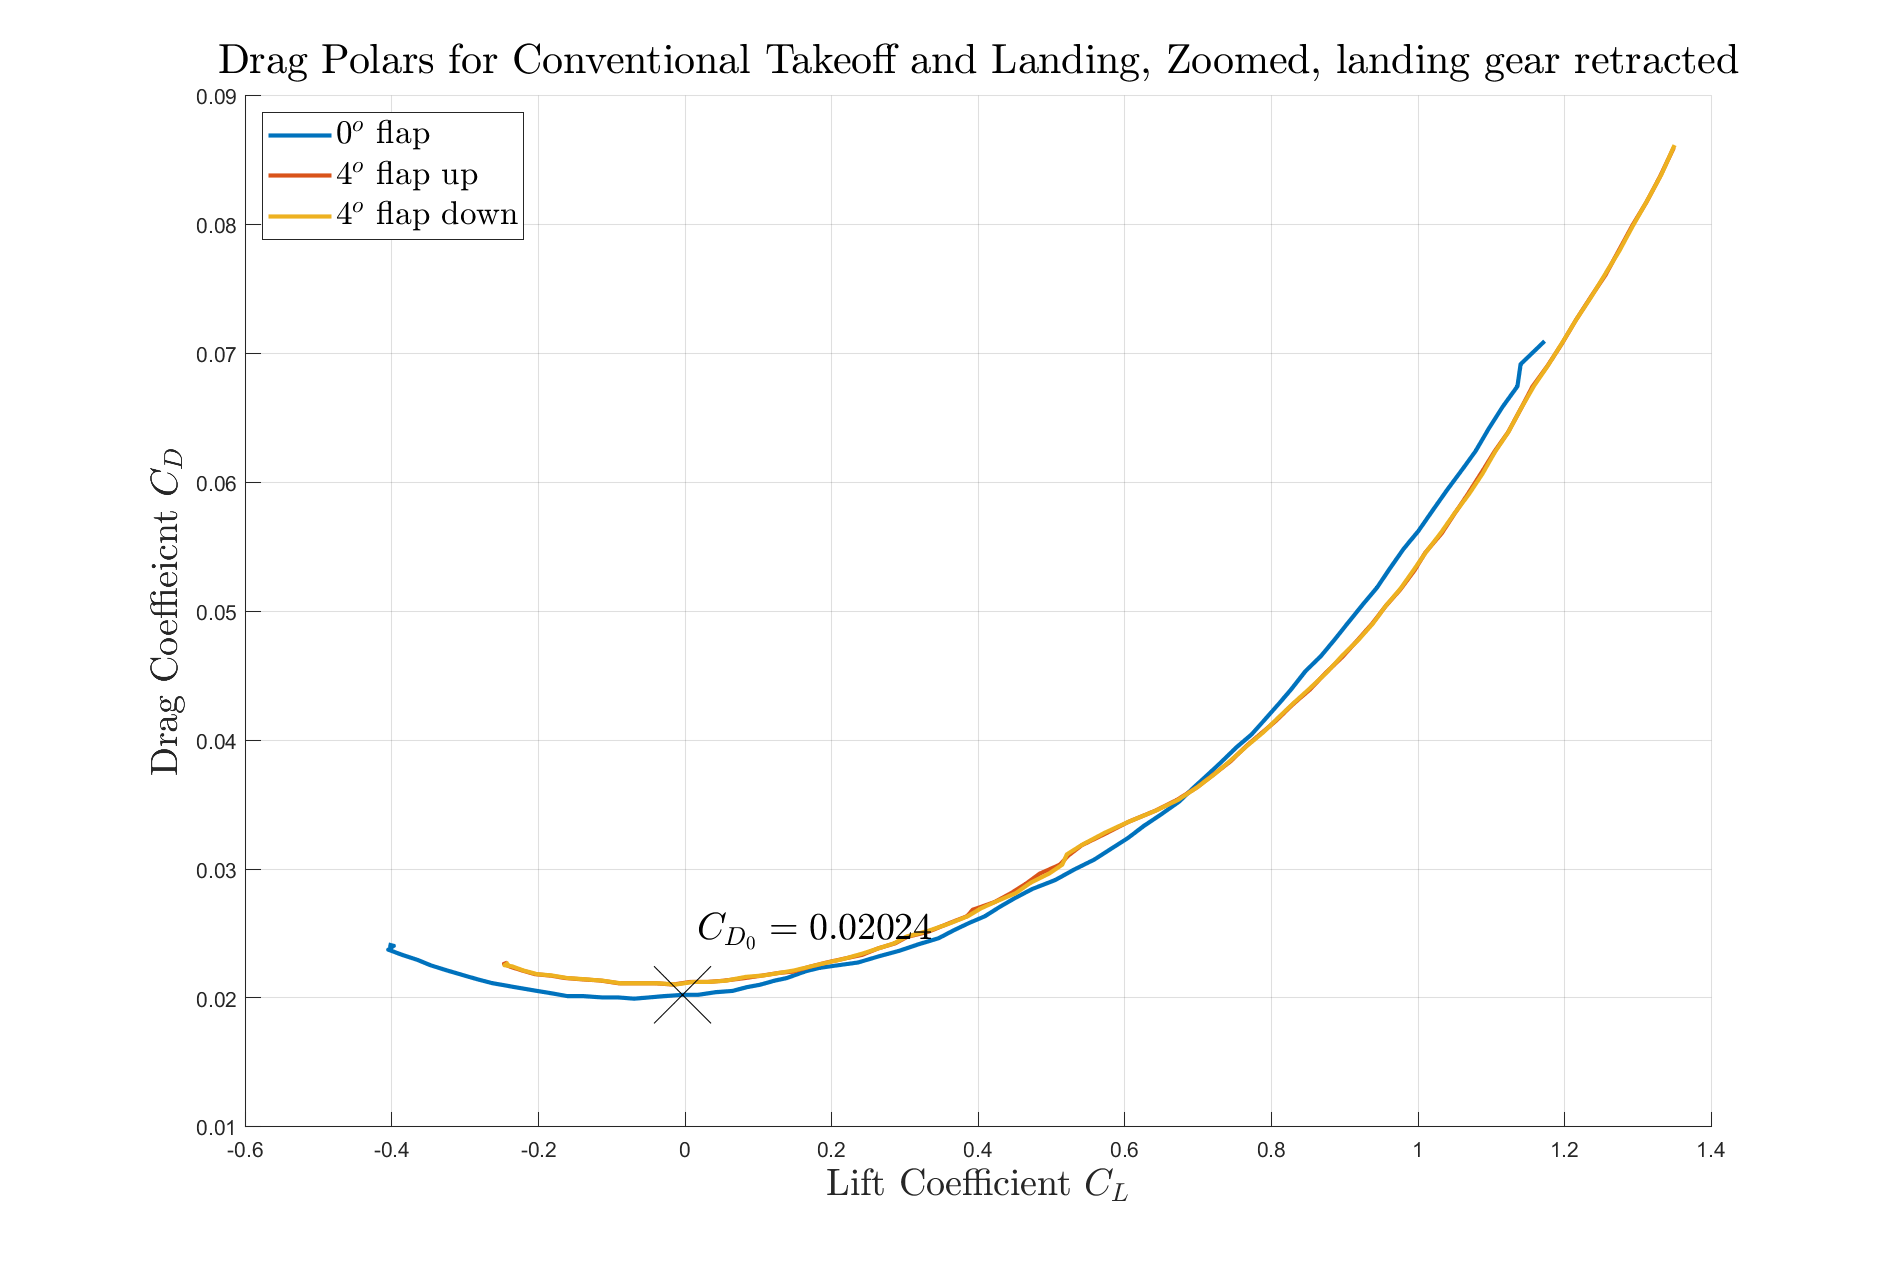 Drag Polars for Conventional Takeoff and Landing, Zoomed, landing gear retracted
0° flap
4° flap up
4° flap down
0.09
0.08
0.07
0.06
0.05
0.04
0.03
0.02
0.01
Drag Coeffieicnt C_D
C_{D_0} = 0.02024
-0.6 -0.4 -0.2 0 0.2 0.4 0.6 0.8 1 1.2 1.4
Lift Coefficient C_L